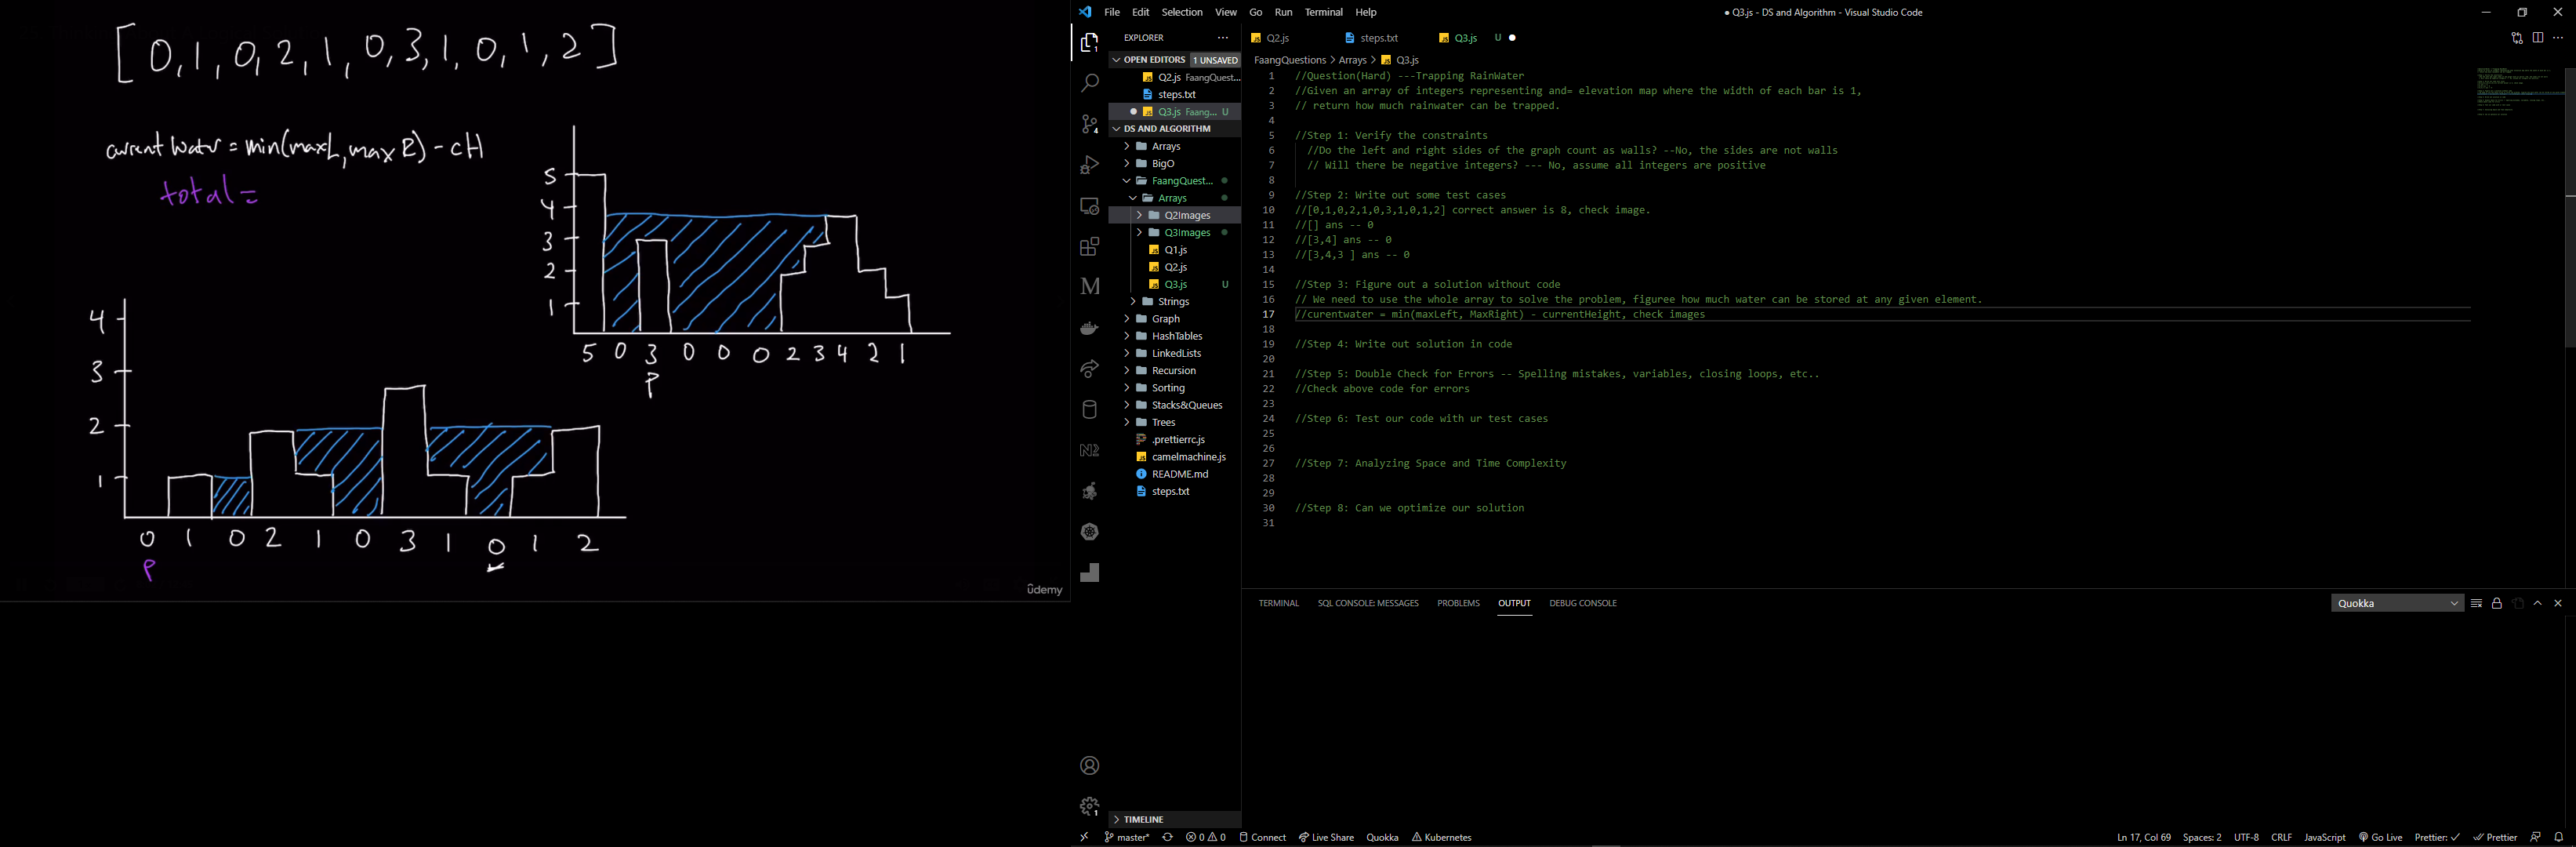 [0,1,0,2,1,0,3,1,0,1,2]
current water = min(maxL, max R) - cH
total =
5
4
3
2
1
5 0 3 0 0 0 2 3 4 2 1
P
4
3
2
1
0 1 0 2 1 0 3 1 0 1 2
P
ûdemy
File Edit Selection View Go Run Terminal Help
● Q3.js - DS and Algorithm - Visual Studio Code
EXPLORER ...
OPEN EDITORS 1 UNSAVED
Q2.js FaangQuest...
steps.txt
Q3.js Faang... U
DS AND ALGORITHM
Arrays
BigO
FaangQuest...
Arrays
Q2Images
Q3Images
Q1.js
Q2.js
Q3.js U
Strings
Graph
HashTables
LinkedLists
Recursion
Sorting
Stacks&Queues
Trees
.prettierrc.js
camelmachine.js
README.md
steps.txt
TIMELINE
Q2.js steps.txt Q3.js U
FaangQuestions > Arrays > Q3.js
1 //Question(Hard) ---Trapping RainWater
2 //Given an array of integers representing and= elevation map where the width of each bar is 1,
3 // return how much rainwater can be trapped.
4
5 //Step 1: Verify the constraints
6 //Do the left and right sides of the graph count as walls? --No, the sides are not walls
7 // Will there be negative integers? --- No, assume all integers are positive
8
9 //Step 2: Write out some test cases
10 //[0,1,0,2,1,0,3,1,0,1,2] correct answer is 8, check image.
11 //[] ans -- 0
12 //[3,4] ans -- 0
13 //[3,4,3 ] ans -- 0
14
15 //Step 3: Figure out a solution without code
16 // We need to use the whole array to solve the problem, figuree how much water can be stored at any given element.
17 //curentwater = min(maxLeft, MaxRight) - currentHeight, check images
18
19 //Step 4: Write out solution in code
20
21 //Step 5: Double Check for Errors -- Spelling mistakes, variables, closing loops, etc..
22 //Check above code for errors
23
24 //Step 6: Test our code with ur test cases
25
26
27 //Step 7: Analyzing Space and Time Complexity
28
29
30 //Step 8: Can we optimize our solution
31
TERMINAL SQL CONSOLE: MESSAGES PROBLEMS OUTPUT DEBUG CONSOLE
Quokka
master* 0 0 Connect Live Share Quokka Kubernetes
Ln 17, Col 69 Spaces: 2 UTF-8 CRLF JavaScript Go Live Prettier: ✓ Prettier